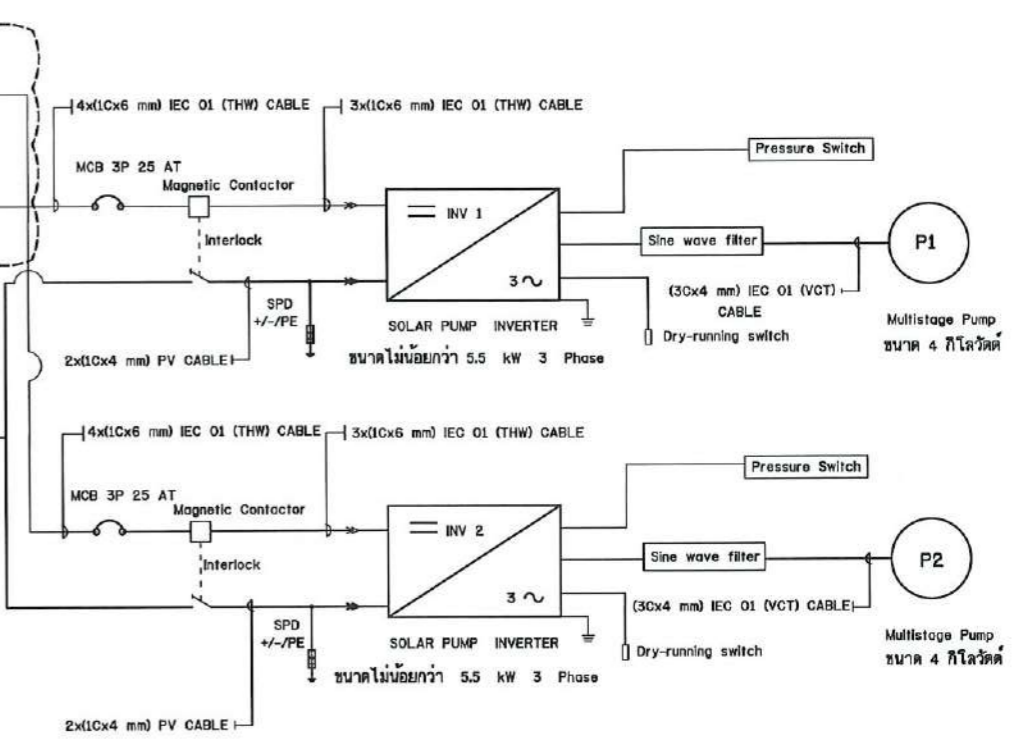 4x(1Cx6 mm) IEC 01 (THW) CABLE
3x(1Cx6 mm) IEC 01 (THW) CABLE
MCB 3P 25 AT
Magnetic Contactor
Interlock
INV 1
3
Pressure Switch
Sine wave filter
P1
SPD
+/-/PE
2x(1Cx4 mm) PV CABLE
SOLAR PUMP INVERTER
ขนาดไม่น้อยกว่า 5.5 kW 3 Phase
(3Cx4 mm) IEC 01 (VCT)
CABLE
Dry-running switch
Multistage Pump
ขนาด 4 กิโลวัตต์
4x(1Cx6 mm) IEC 01 (THW) CABLE
3x(1Cx6 mm) IEC 01 (THW) CABLE
MCB 3P 25 AT
Magnetic Contactor
Interlock
INV 2
3
Pressure Switch
Sine wave filter
P2
SPD
+/-/PE
2x(1Cx4 mm) PV CABLE
SOLAR PUMP INVERTER
ขนาดไม่น้อยกว่า 5.5 kW 3 Phase
(3Cx4 mm) IEC 01 (VCT) CABLE
Dry-running switch
Multistage Pump
ขนาด 4 กิโลวัตต์